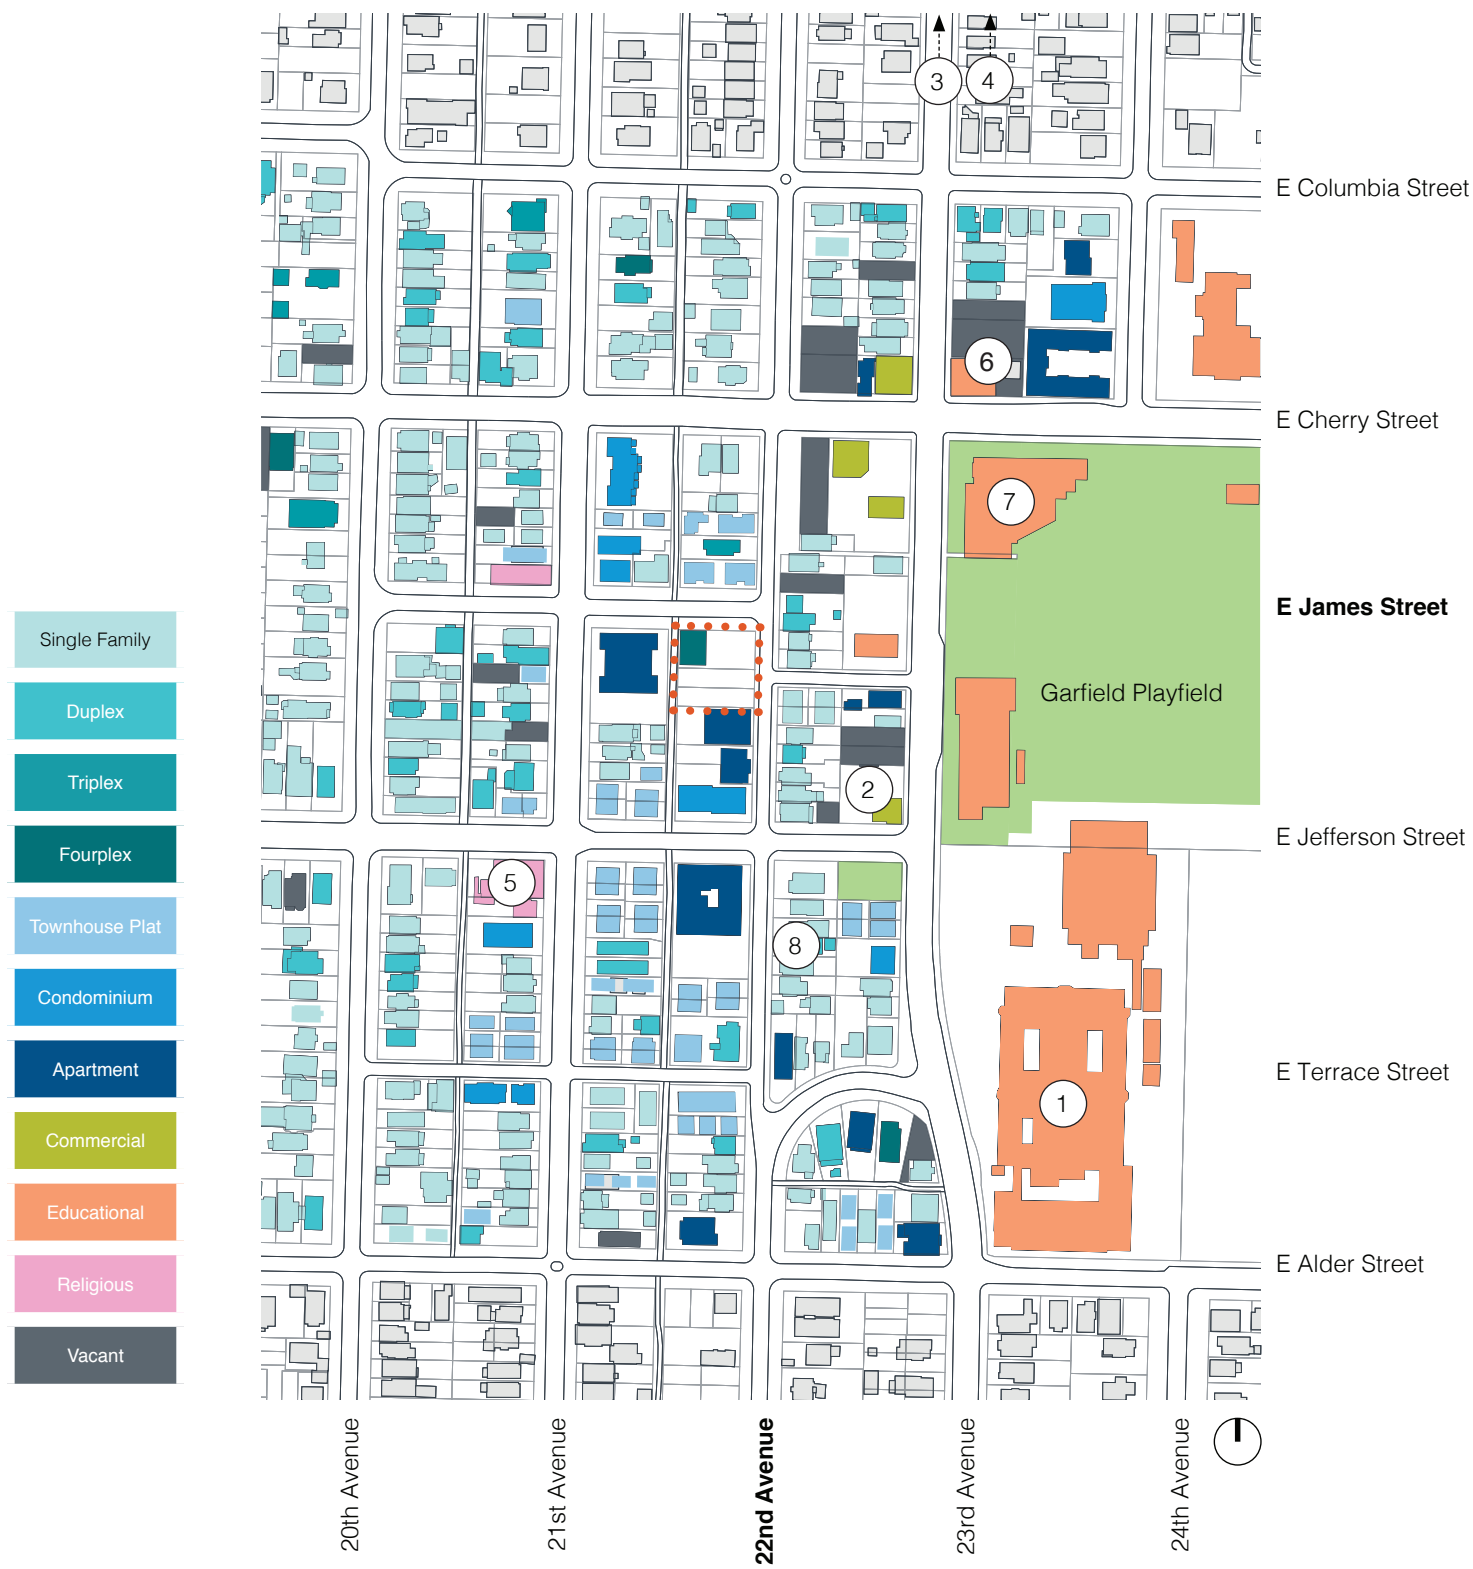 3
4
E Columbia Street
6
E Cherry Street
7
E James Street
Single Family
Garfield Playfield
Duplex
Triplex
2
E Jefferson Street
Fourplex
5
Townhouse Plat
8
Condominium
Apartment
E Terrace Street
1
Commercial
Educational
E Alder Street
Religious
Vacant
20th Avenue
21st Avenue
22nd Avenue
23rd Avenue
24th Avenue